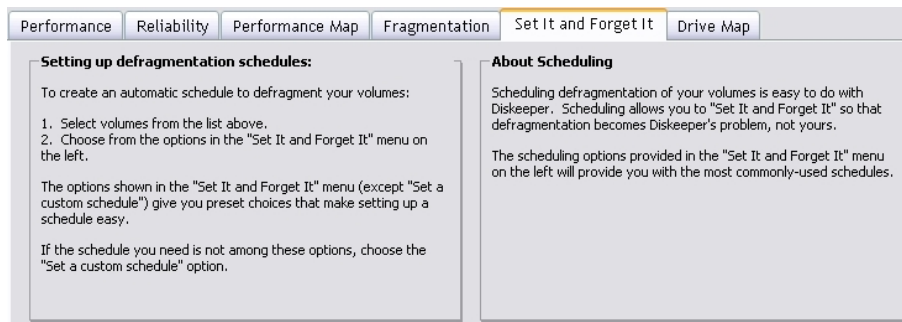 Performance Reliability Performance Map Fragmentation Set It and Forget It Drive Map
Setting up defragmentation schedules:
To create an automatic schedule to defragment your volumes:
1. Select volumes from the list above.
2. Choose from the options in the "Set It and Forget It" menu on
the left.
The options shown in the "Set It and Forget It" menu (except "Set a
custom schedule") give you preset choices that make setting up a
schedule easy.
If the schedule you need is not among these options, choose the
"Set a custom schedule" option.
About Scheduling
Scheduling defragmentation of your volumes is easy to do with
Diskeeper. Scheduling allows you to "Set It and Forget It" so that
defragmentation becomes Diskeeper's problem, not yours.
The scheduling options provided in the "Set It and Forget It" menu
on the left will provide you with the most commonly-used schedules.